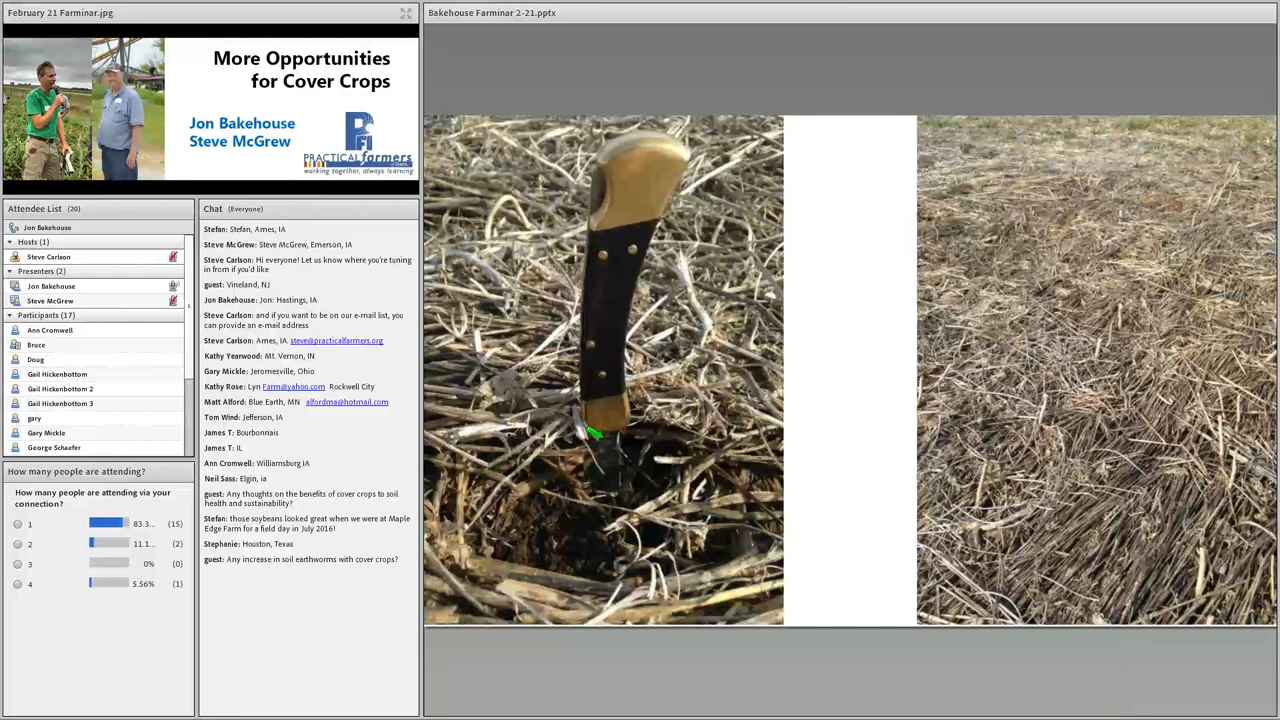 February 21 Farminar.jpg
More Opportunities
for Cover Crops
Jon Bakehouse
Steve McGrew
PFI
PRACTICAL farmers
working together, always learning
Attendee List (20)
Jon Bakehouse
Hosts (1)
Steve Carlson
Presenters (2)
Jon Bakehouse
Steve McGrew
Participants (17)
Ann Cromwell
Bruce
Doug
Gail Hickenbottom
Gail Hickenbottom 2
Gail Hickenbottom 3
gary
Gary Mickle
George Schaefer
How many people are attending?
How many people are attending via your
connection?
1 83.3... (15)
2 11.1... (2)
3 0% (0)
4 5.56% (1)
Chat (Everyone)
Stefan: Stefan, Ames, IA
Steve McGrew: Steve McGrew, Emerson, IA
Steve Carlson: Hi everyone! Let us know where you're tuning
in from if you'd like
guest: Vineland, NJ
Jon Bakehouse: Jon: Hastings, IA
Steve Carlson: and if you want to be on our e-mail list, you
can provide an e-mail address
Steve Carlson: Ames, IA. steve@practicalfarmers.org
Kathy Yearwood: Mt. Vernon, IN
Gary Mickle: Jeromesville, Ohio
Kathy Rose: Lyn Farm@yahoo.com Rockwell City
Matt Alford: Blue Earth, MN alfordma@hotmail.com
Tom Wind: Jefferson, IA
James T: Bourbonnais
James T: IL
Ann Cromwell: Williamsburg IA
Neil Sass: Elgin, ia
guest: Any thoughts on the benefits of cover crops to soil
health and sustainability?
Stefan: those soybeans looked great when we were at Maple
Edge Farm for a field day in July 2016!
Stephanie: Houston, Texas
guest: Any increase in soil earthworms with cover crops?
Bakehouse Farminar 2-21.pptx